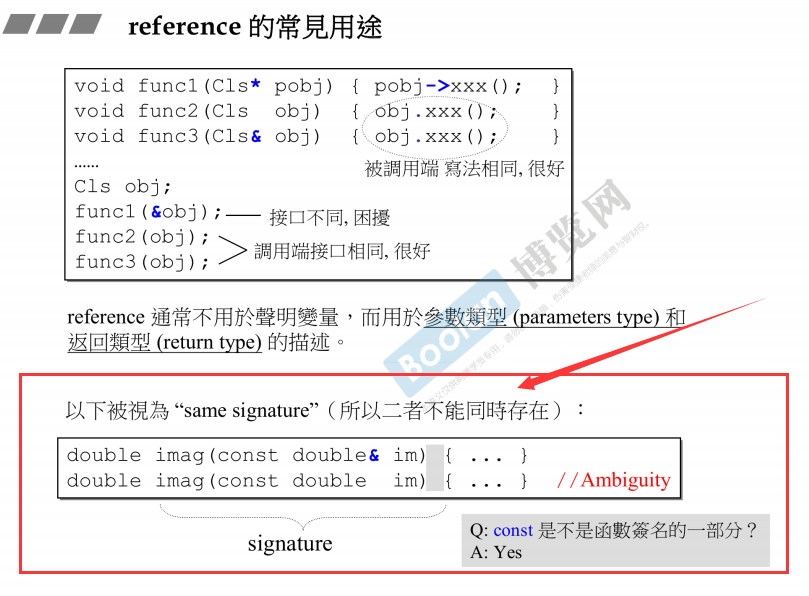 reference 的常見用途
void func1(Cls* pobj) { pobj->xxx(); }
void func2(Cls obj) { obj.xxx(); }
void func3(Cls& obj) { obj.xxx(); }
......
被調用端 寫法相同, 很好
Cls obj;
func1(&obj);
接口不同, 困擾
func2(obj);
調用端接口相同, 很好
func3(obj);
reference 通常不用於聲明變量，而用於參數類型 (parameters type) 和
返回類型 (return type) 的描述。
以下被視為 “same signature”（所以二者不能同時存在）：
double imag(const double& im) { ... }
double imag(const double im) { ... } //Ambiguity
signature
Q: const 是不是函數簽名的一部分？
A: Yes
Boolan 博览网